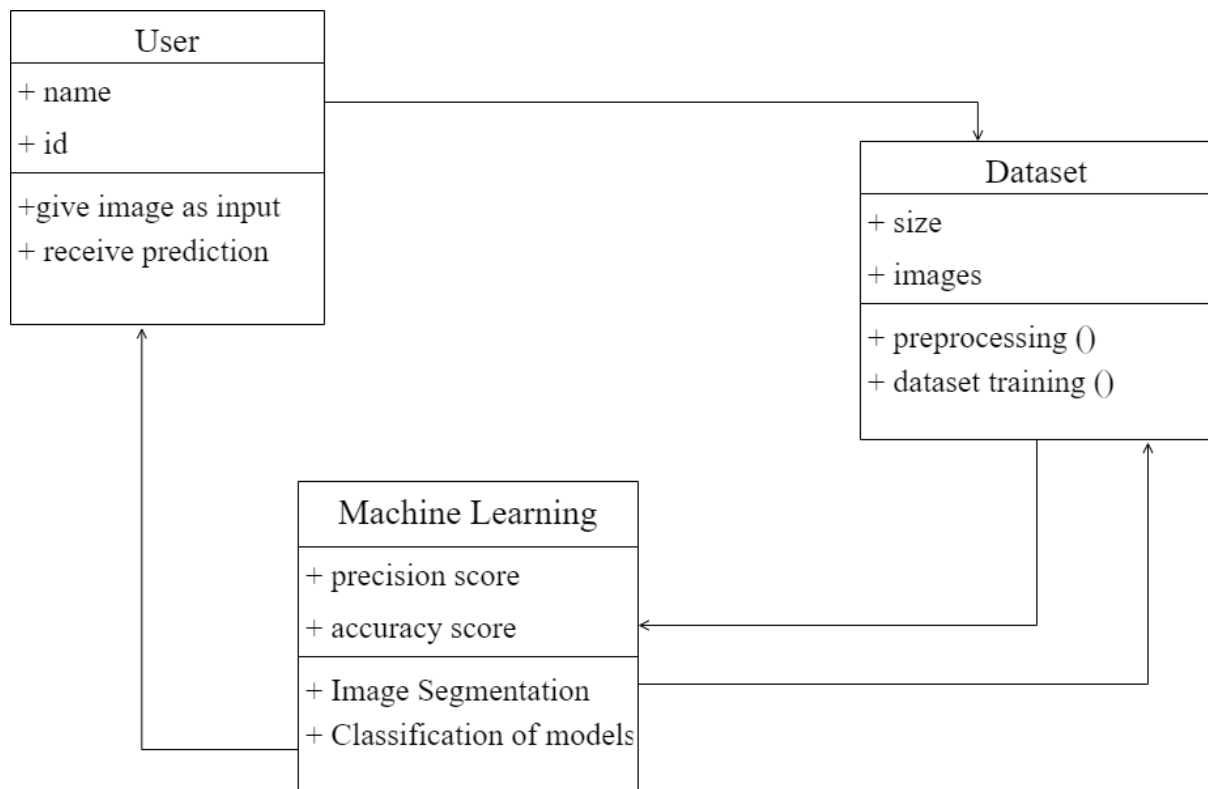 User
+ name
+ id
+give image as input
+ receive prediction
Dataset
+ size
+ images
+ preprocessing ()
+ dataset training ()
Machine Learning
+ precision score
+ accuracy score
+ Image Segmentation
+ Classification of models